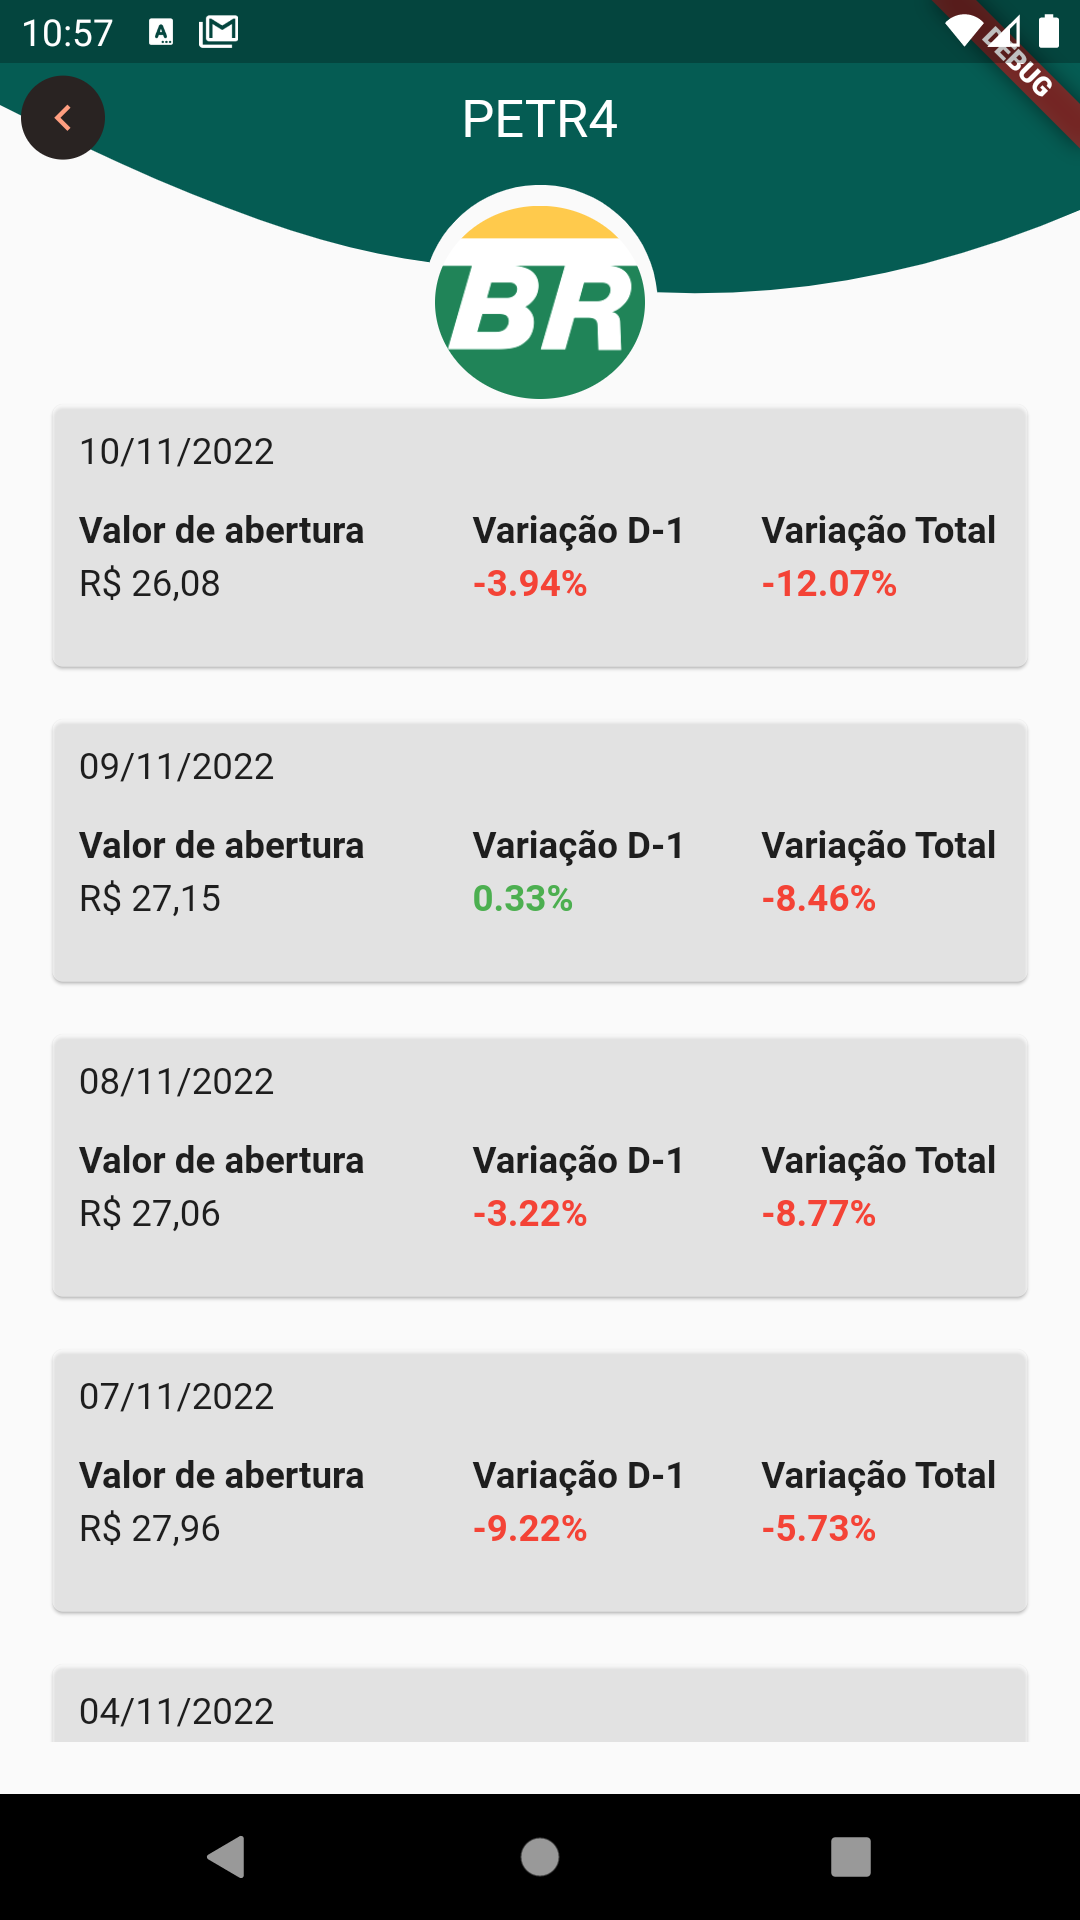 10:57
DEBUG
PETR4
BR
10/11/2022
Valor de abertura Variação D-1 Variação Total
R$ 26,08 -3.94% -12.07%
09/11/2022
Valor de abertura Variação D-1 Variação Total
R$ 27,15 0.33% -8.46%
08/11/2022
Valor de abertura Variação D-1 Variação Total
R$ 27,06 -3.22% -8.77%
07/11/2022
Valor de abertura Variação D-1 Variação Total
R$ 27,96 -9.22% -5.73%
04/11/2022